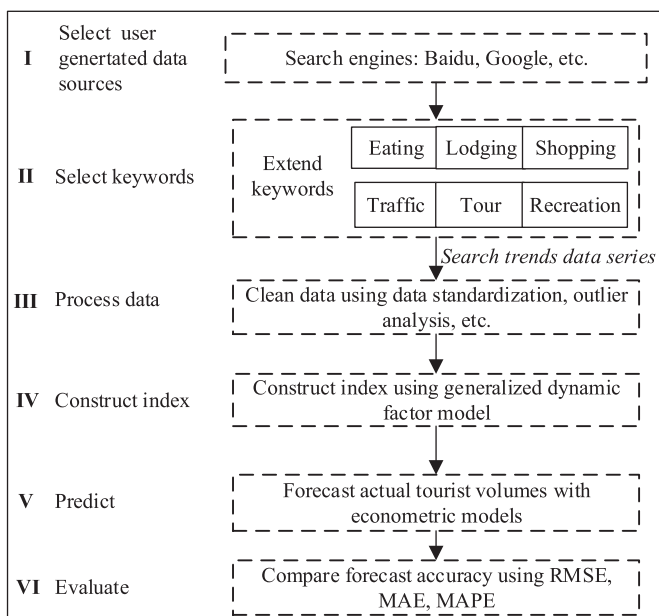 I
Select user
genertated data
sources
Search engines: Baidu, Google, etc.
II
Select keywords
Extend
keywords
Eating
Lodging
Shopping
Traffic
Tour
Recreation
Search trends data series
III
Process data
Clean data using data standardization, outlier
analysis, etc.
IV
Construct index
Construct index using generalized dynamic
factor model
V
Predict
Forecast actual tourist volumes with
econometric models
VI
Evaluate
Compare forecast accuracy using RMSE,
MAE, MAPE